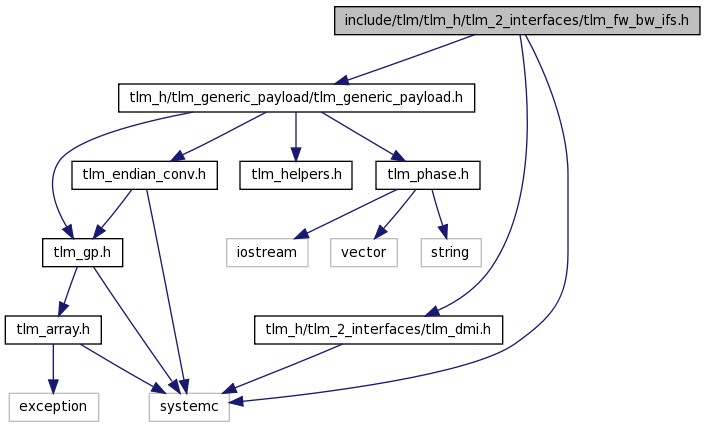 include/tlm/tlm_h/tlm_2_interfaces/tlm_fw_bw_ifs.h
tlm_h/tlm_generic_payload/tlm_generic_payload.h
tlm_endian_conv.h
tlm_helpers.h
tlm_phase.h
tlm_gp.h
iostream
vector
string
tlm_array.h
tlm_h/tlm_2_interfaces/tlm_dmi.h
exception
systemc